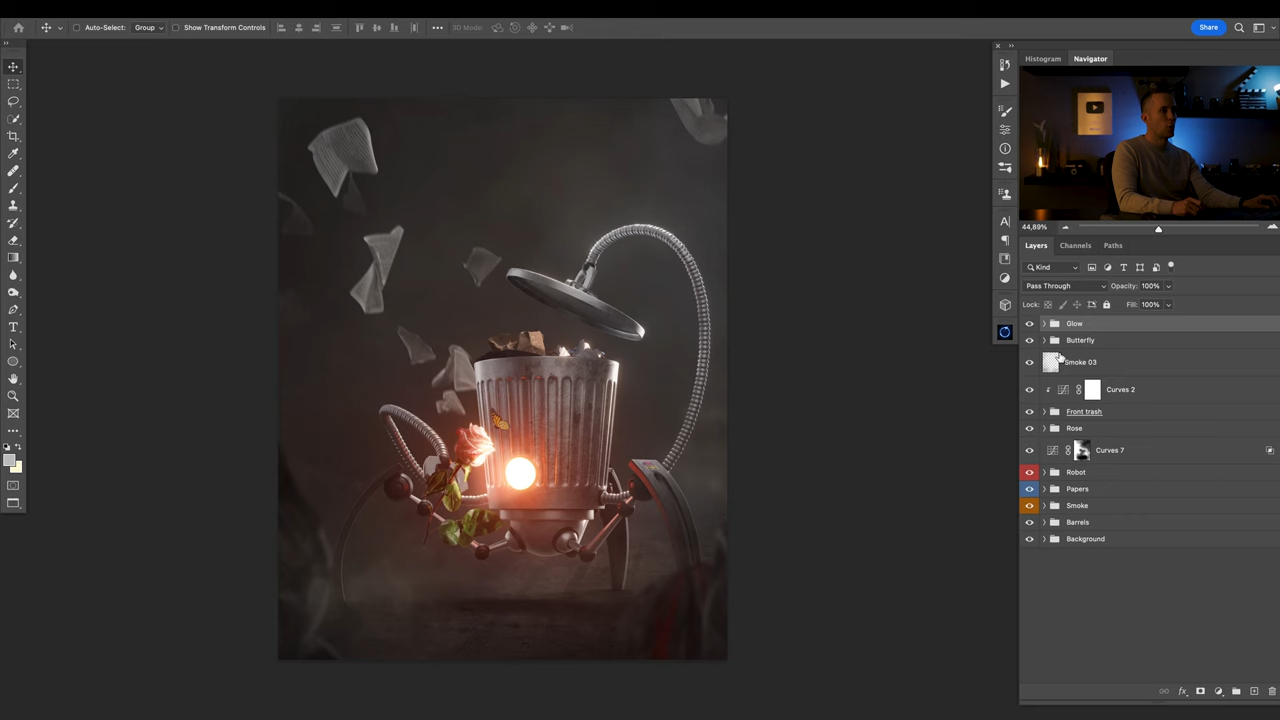 Auto-Select: Group Show Transform Controls 3D Mode: Share
Histogram Navigator
44,89%
Layers Channels Paths
Kind
Pass Through Opacity: 100%
Lock: Fill: 100%
Glow
Butterfly
Smoke 03
Curves 2
Front trash
Rose
Curves 7
Robot
Papers
Smoke
Barrels
Background